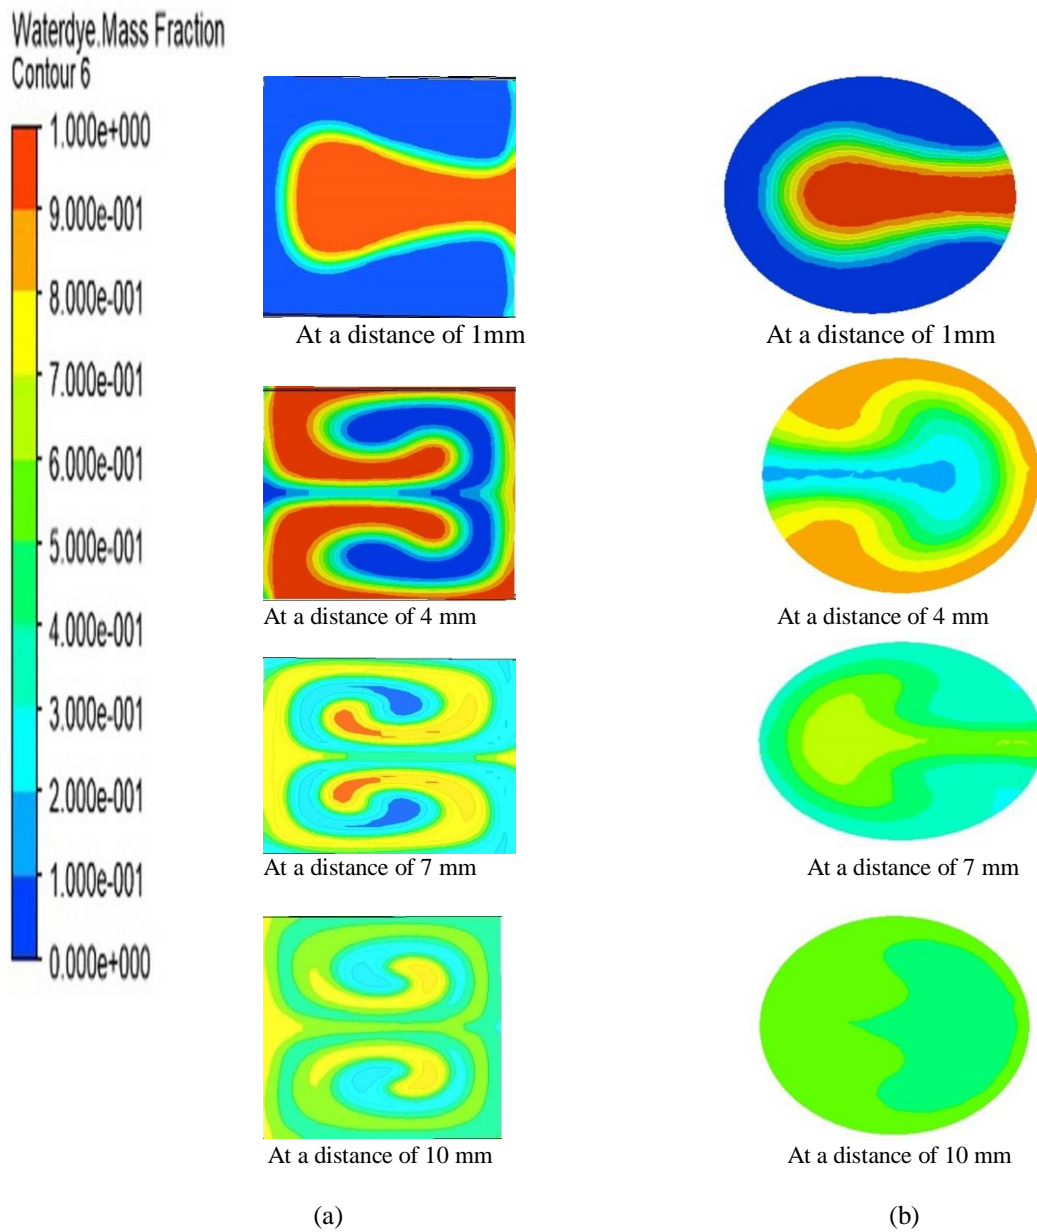 Waterdye.Mass Fraction
Contour 6
1.000e+000
9.000e-001
8.000e-001
7.000e-001
6.000e-001
5.000e-001
4.000e-001
3.000e-001
2.000e-001
1.000e-001
0.000e+000
At a distance of 1mm
At a distance of 1mm
At a distance of 4 mm
At a distance of 4 mm
At a distance of 7 mm
At a distance of 7 mm
At a distance of 10 mm
At a distance of 10 mm
(a)
(b)